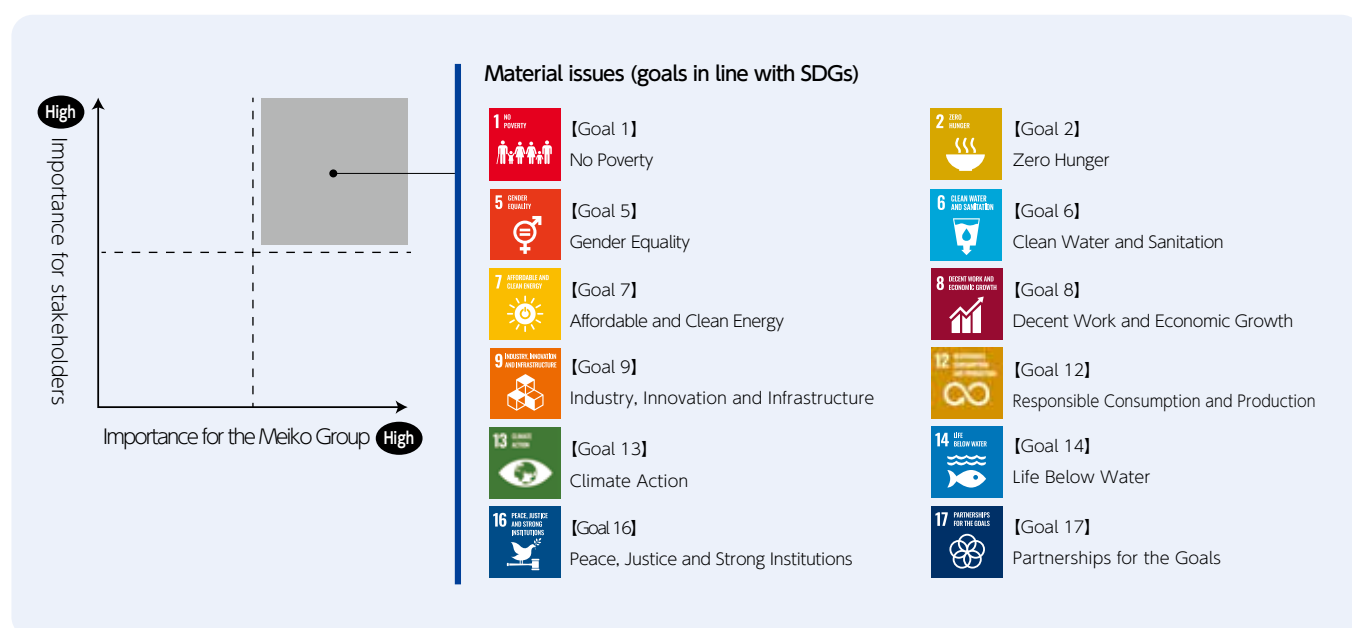 High
Importance for stakeholders
Importance for the Meiko Group
High
Material issues (goals in line with SDGs)
1 NO
POVERTY
【Goal 1】
No Poverty
2 ZERO
HUNGER
【Goal 2】
Zero Hunger
5 GENDER
EQUALITY
【Goal 5】
Gender Equality
6 CLEAN WATER
AND SANITATION
【Goal 6】
Clean Water and Sanitation
7 AFFORDABLE AND
CLEAN ENERGY
【Goal 7】
Affordable and Clean Energy
8 DECENT WORK AND
ECONOMIC GROWTH
【Goal 8】
Decent Work and Economic Growth
9 INDUSTRY, INNOVATION
AND INFRASTRUCTURE
【Goal 9】
Industry, Innovation and Infrastructure
12
【Goal 12】
Responsible Consumption and Production
13 CLIMATE
ACTION
【Goal 13】
Climate Action
14 LIFE
BELOW WATER
【Goal 14】
Life Below Water
16 PEACE, JUSTICE
AND STRONG
INSTITUTIONS
【Goal 16】
Peace, Justice and Strong Institutions
17 PARTNERSHIPS
FOR THE GOALS
【Goal 17】
Partnerships for the Goals